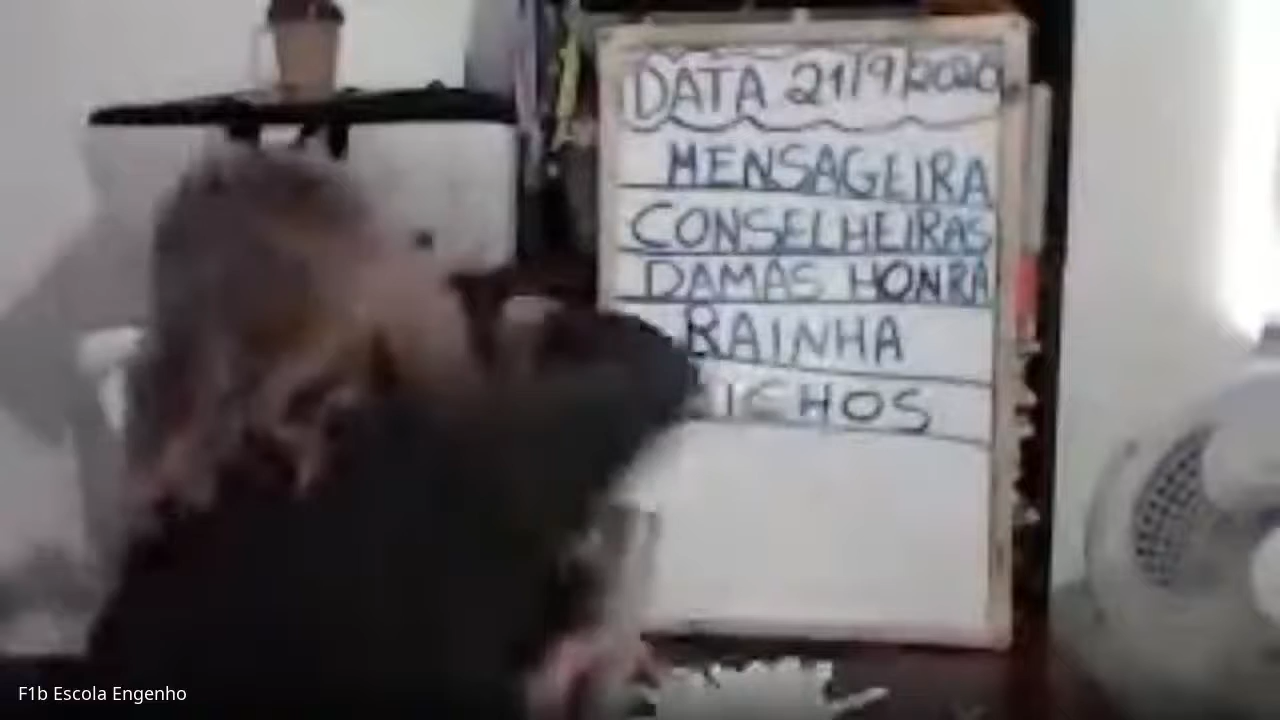 DATA 21/9/2020
MENSAGEIRA
CONSELHEIRAS
DAMAS HONRA
RAINHA
F1b Escola Engenho